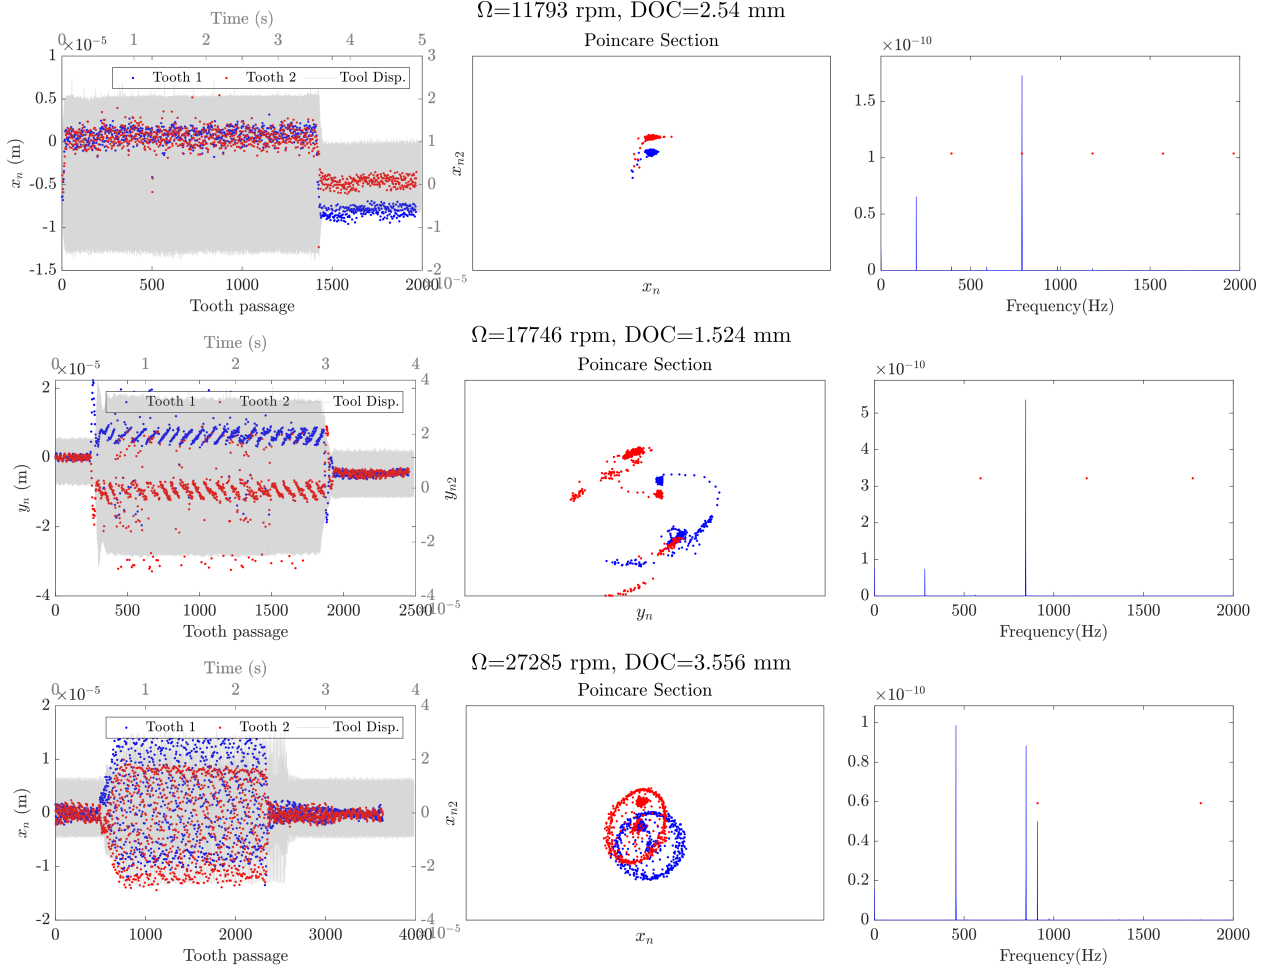 Ω=11793 rpm, DOC=2.54 mm
Time (s)
0 1 2 3 4 5
×10⁻⁵
Tooth 1 Tooth 2 Tool Disp.
1 0.5 0 -0.5 -1 -1.5
xₙ (m)
3 2 1 0 -1 -2
×10⁻⁵
0 500 1000 1500 2000
Tooth passage
Poincare Section
xₙ₂
xₙ
×10⁻¹⁰
1.5 1 0.5 0
0 500 1000 1500 2000
Frequency(Hz)
Ω=17746 rpm, DOC=1.524 mm
Time (s)
0 1 2 3 4
×10⁻⁵
Tooth 1 Tooth 2 Tool Disp.
2 0 -2 -4
yₙ (m)
4 2 0 -2 -4
×10⁻⁵
0 500 1000 1500 2000 2500
Tooth passage
Poincare Section
yₙ₂
yₙ
×10⁻¹⁰
5 4 3 2 1 0
0 500 1000 1500 2000
Frequency(Hz)
Ω=27285 rpm, DOC=3.556 mm
Time (s)
0 1 2 3 4
×10⁻⁵
Tooth 1 Tooth 2 Tool Disp.
2 1 0 -1 -2
xₙ (m)
4 2 0 -2 -4
×10⁻⁵
0 1000 2000 3000 4000
Tooth passage
Poincare Section
xₙ₂
xₙ
×10⁻¹⁰
1 0.8 0.6 0.4 0.2 0
0 500 1000 1500 2000
Frequency(Hz)